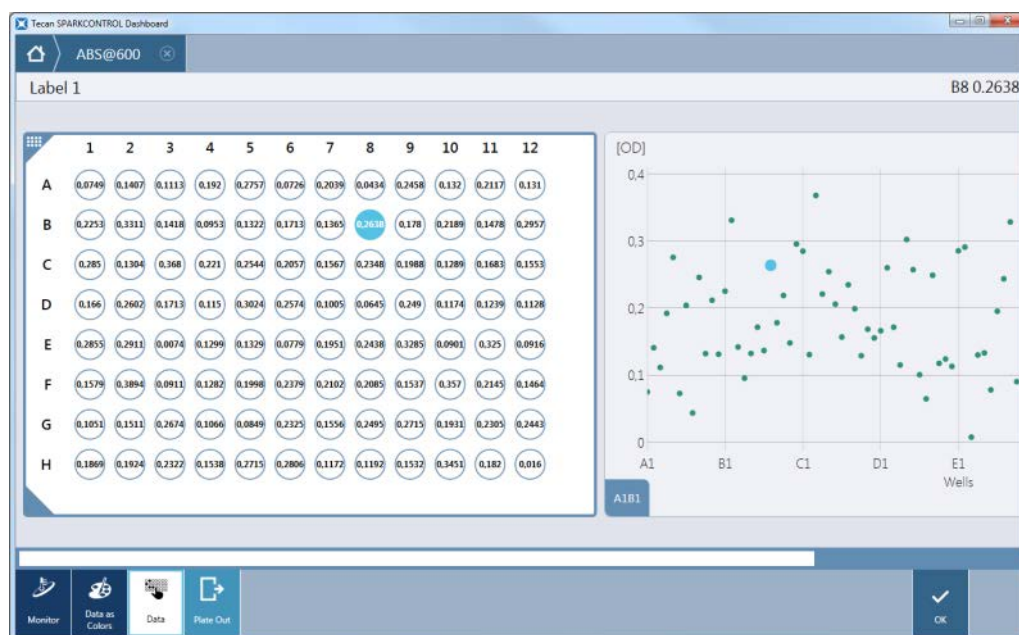 Tecan SPARKCONTROL Dashboard
ABS@600
Label 1
B8 0.2638
1 2 3 4 5 6 7 8 9 10 11 12
A 0,0749 0,1407 0,1113 0,192 0,2757 0,0726 0,2039 0,0434 0,2458 0,132 0,2117 0,131
B 0,2253 0,3311 0,1418 0,0953 0,1322 0,1713 0,1365 0,2638 0,178 0,2189 0,1478 0,2957
C 0,285 0,1304 0,368 0,221 0,2544 0,2057 0,1567 0,2348 0,1988 0,1289 0,1683 0,1553
D 0,166 0,2602 0,1713 0,115 0,3024 0,2574 0,1005 0,0645 0,249 0,1174 0,1239 0,1128
E 0,2855 0,2911 0,0074 0,1299 0,1329 0,0779 0,1951 0,2438 0,3285 0,0901 0,325 0,0916
F 0,1579 0,3894 0,0911 0,1282 0,1998 0,2379 0,2102 0,2085 0,1537 0,357 0,2145 0,1464
G 0,1051 0,1511 0,2674 0,1066 0,0849 0,2325 0,1556 0,2495 0,2715 0,1931 0,2305 0,2443
H 0,1869 0,1924 0,2322 0,1538 0,2715 0,2806 0,1172 0,1192 0,1532 0,3451 0,182 0,016
[OD]
0,4
0,3
0,2
0,1
0
A1 B1 C1 D1 E1
Wells
A1B1
Monitor
Data as
Colors
Data
Plate Out
OK